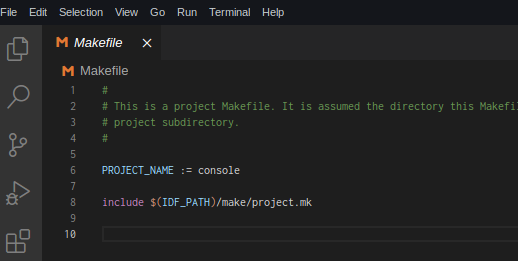 File Edit Selection View Go Run Terminal Help
Makefile
Makefile
1 #
2 # This is a project Makefile. It is assumed the directory this
3 # project subdirectory.
4 #
5
6 PROJECT_NAME := console
7
8 include $(IDF_PATH)/make/project.mk
9
10